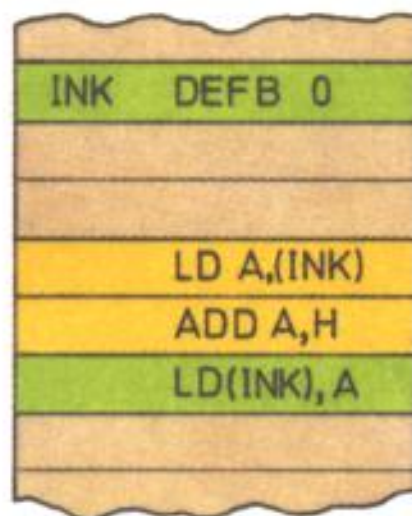 INK DEFB 0
LD A,(INK)
ADD A,H
LD(INK), A